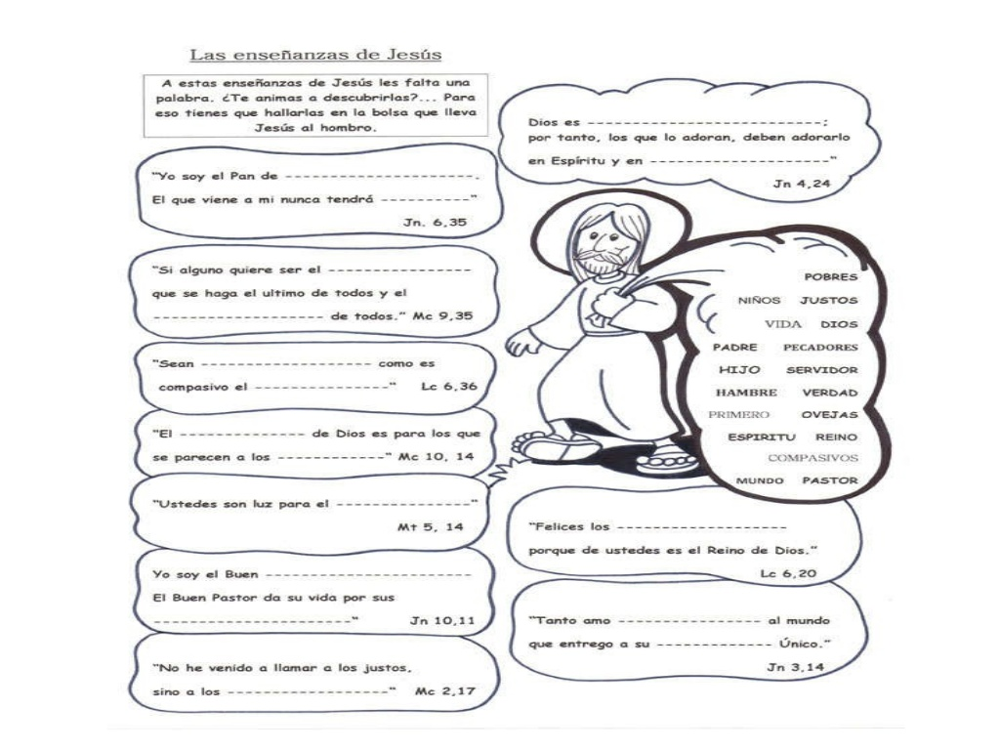 Las enseñanzas de Jesús
A estas enseñanzas de Jesús les falta una
palabra. ¿Te animas a descubrirlas?... Para
eso tienes que hallarlas en la bolsa que lleva
Jesús al hombro.
"Yo soy el Pan de ----------------------.
El que viene a mi nunca tendrá ----------"
Jn. 6,35
"Si alguno quiere ser el ----------------
que se haga el ultimo de todos y el
------------------- de todos." Mc 9,35
"Sean ------------------- como es
compasivo el ---------------" Lc 6,36
"El -------------- de Dios es para los que
se parecen a los ------------" Mc 10, 14
"Ustedes son luz para el ---------------"
Mt 5, 14
Yo soy el Buen -----------------------
El Buen Pastor da su vida por sus
----------------------" Jn 10,11
"No he venido a llamar a los justos,
sino a los ------------------" Mc 2,17
Dios es --------------------------;
por tanto, los que lo adoran, deben adorarlo
en Espíritu y en --------------------"
Jn 4,24
POBRES
NIÑOS JUSTOS
VIDA DIOS
PADRE PECADORES
HIJO SERVIDOR
HAMBRE VERDAD
PRIMERO OVEJAS
ESPIRITU REINO
COMPASIVOS
MUNDO PASTOR
"Felices los -------------------
porque de ustedes es el Reino de Dios."
Lc 6,20
"Tanto amo ---------------- al mundo
que entrego a su ------------- Único."
Jn 3,14